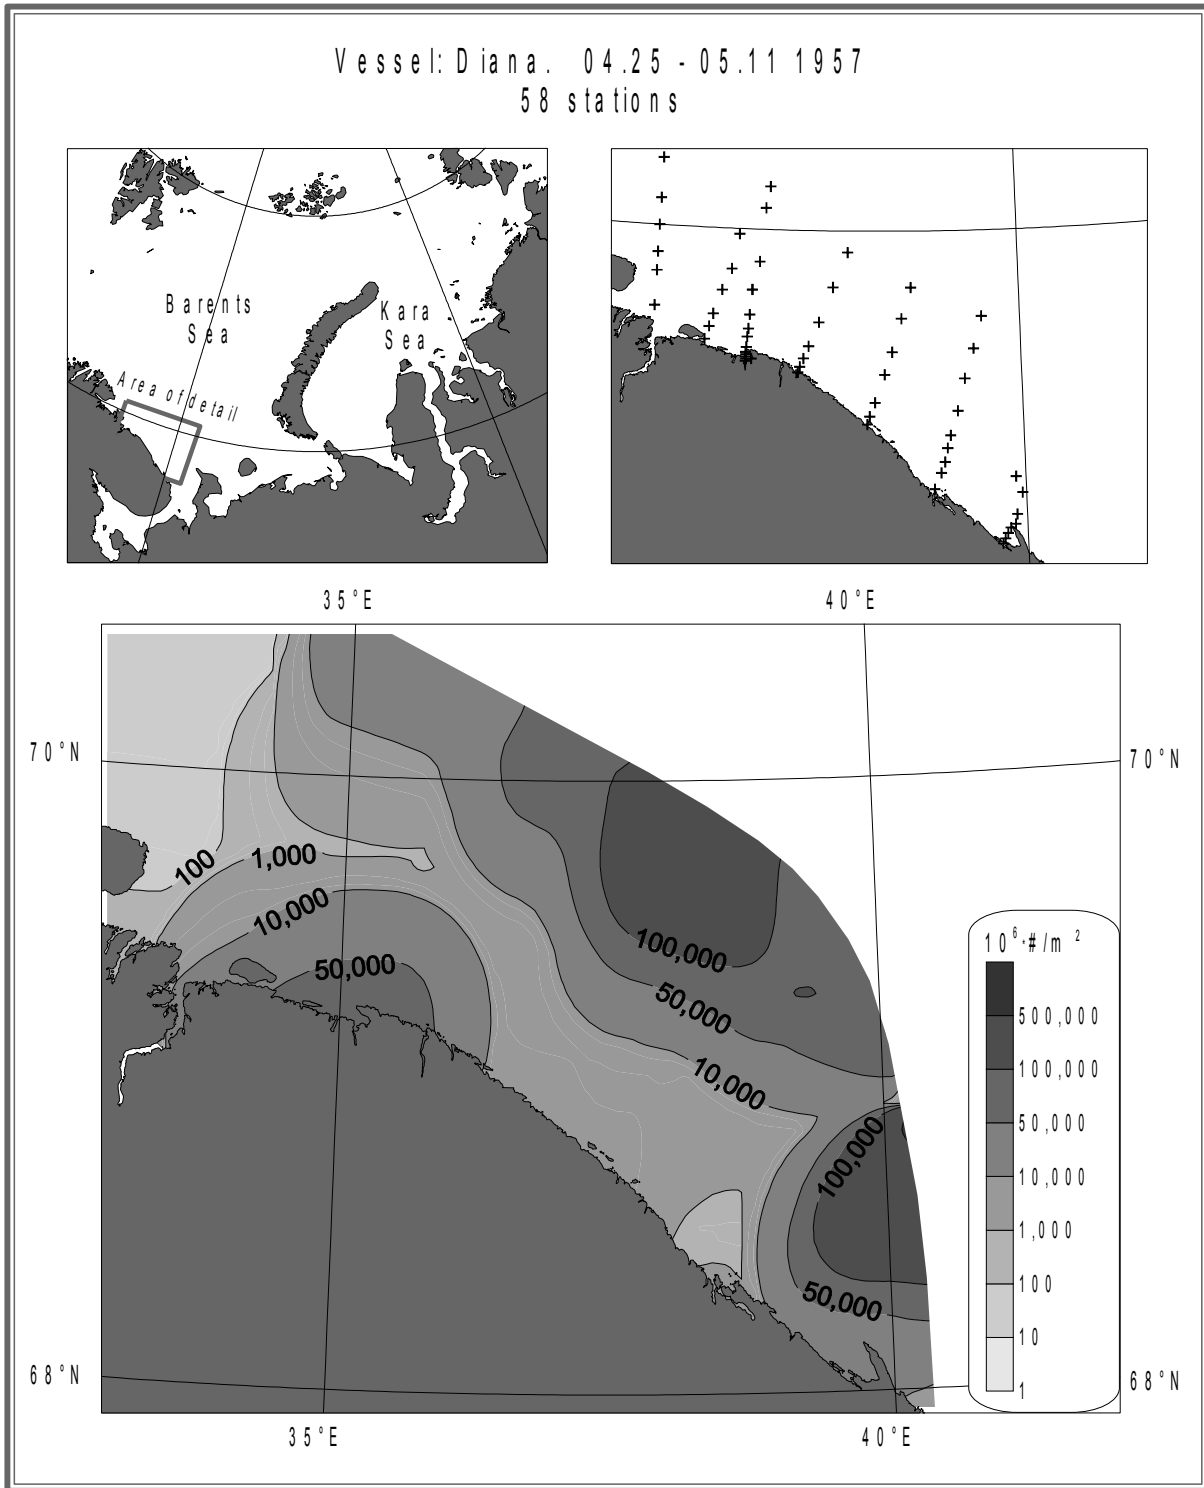 Vessel: Diana. 04.25 - 05.11 1957
58 stations
Barents
Sea
Kara
Sea
Area of detail
35°E
40°E
70°N
70°N
100
1,000
10,000
50,000
100,000
50,000
10,000
100,000
50,000
10⁶·#/m²
500,000
100,000
50,000
10,000
1,000
100
10
1
68°N
68°N
35°E
40°E